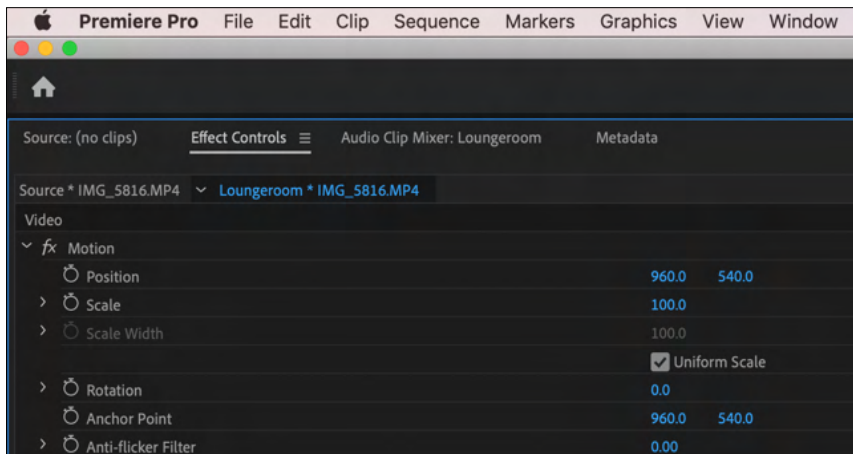 Premiere Pro File Edit Clip Sequence Markers Graphics View Window
Source: (no clips) Effect Controls Audio Clip Mixer: Loungeroom Metadata
Source * IMG_5816.MP4 Loungeroom * IMG_5816.MP4
Video
fx Motion
Position 960.0 540.0
Scale 100.0
Scale Width 100.0
Uniform Scale
Rotation 0.0
Anchor Point 960.0 540.0
Anti-flicker Filter 0.00